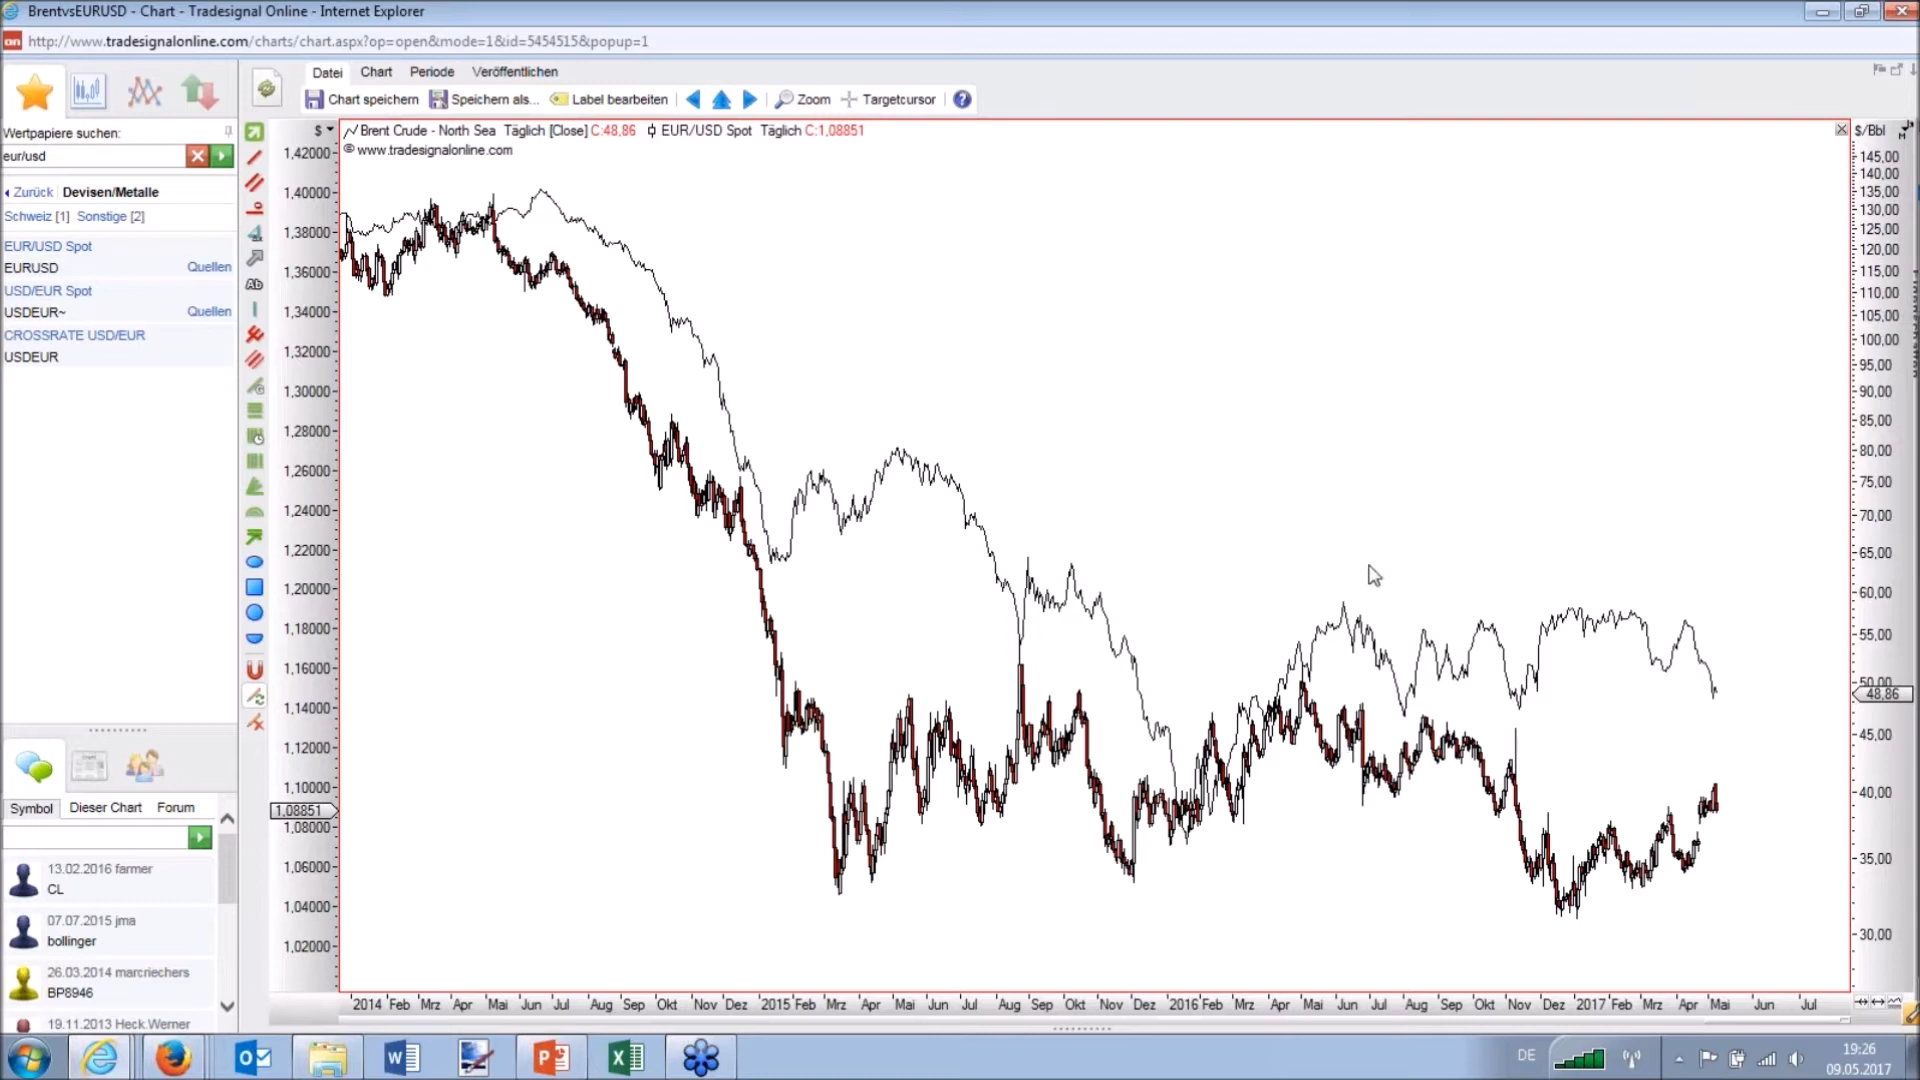 BrentvsEURUSD - Chart - Tradesignal Online - Internet Explorer
on http://www.tradesignalonline.com/charts/chart.aspx?op=open&mode=1&id=5454515&popup=1
Datei Chart Periode Veröffentlichen
Chart speichern Speichern als... Label bearbeiten Zoom Targetcursor ?
Wertpapiere suchen:
eur/usd
Zurück Devisen/Metalle
Schweiz [1] Sonstige [2]
EUR/USD Spot
EURUSD Quellen
USD/EUR Spot
USDEUR~ Quellen
CROSSRATE USD/EUR
USDEUR
Symbol Dieser Chart Forum
13.02.2016 farmer
CL
07.07.2015 jma
bollinger
26.03.2014 marcriechers
BP8946
19.11.2013 Heck.Werner
Ab
$ Brent Crude - North Sea Täglich [Close] C:48,86 EUR/USD Spot Täglich C:1,08851 $/Bbl
© www.tradesignalonline.com
1,42000
1,40000
1,38000
1,36000
1,34000
1,32000
1,30000
1,28000
1,26000
1,24000
1,22000
1,20000
1,18000
1,16000
1,14000
1,12000
1,10000
1,08851
1,08000
1,06000
1,04000
1,02000
145,00
140,00
135,00
130,00
125,00
120,00
115,00
110,00
105,00
100,00
95,00
90,00
85,00
80,00
75,00
70,00
65,00
60,00
55,00
50,00
48,86
45,00
40,00
35,00
30,00
2014 Feb Mrz Apr Mai Jun Jul Aug Sep Okt Nov Dez 2015 Feb Mrz Apr Mai Jun Jul Aug Sep Okt Nov Dez 2016 Feb Mrz Apr Mai Jun Jul Aug Sep Okt Nov Dez 2017 Feb Mrz Apr Mai Jun Jul
DE
19:26
09.05.2017